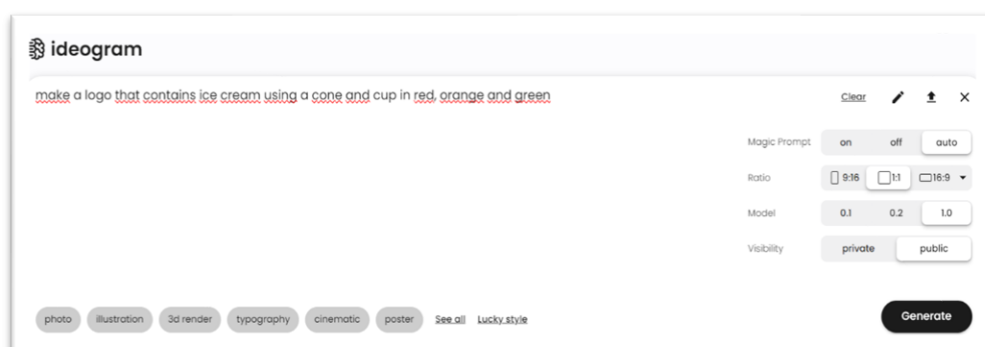 ideogram
make a logo that contains ice cream using a cone and cup in red, orange and green
Clear
Magic Prompt on off auto
Ratio 9:16 1:1 16:9
Model 0.1 0.2 1.0
Visibility private public
photo illustration 3d render typography cinematic poster See all Lucky style
Generate